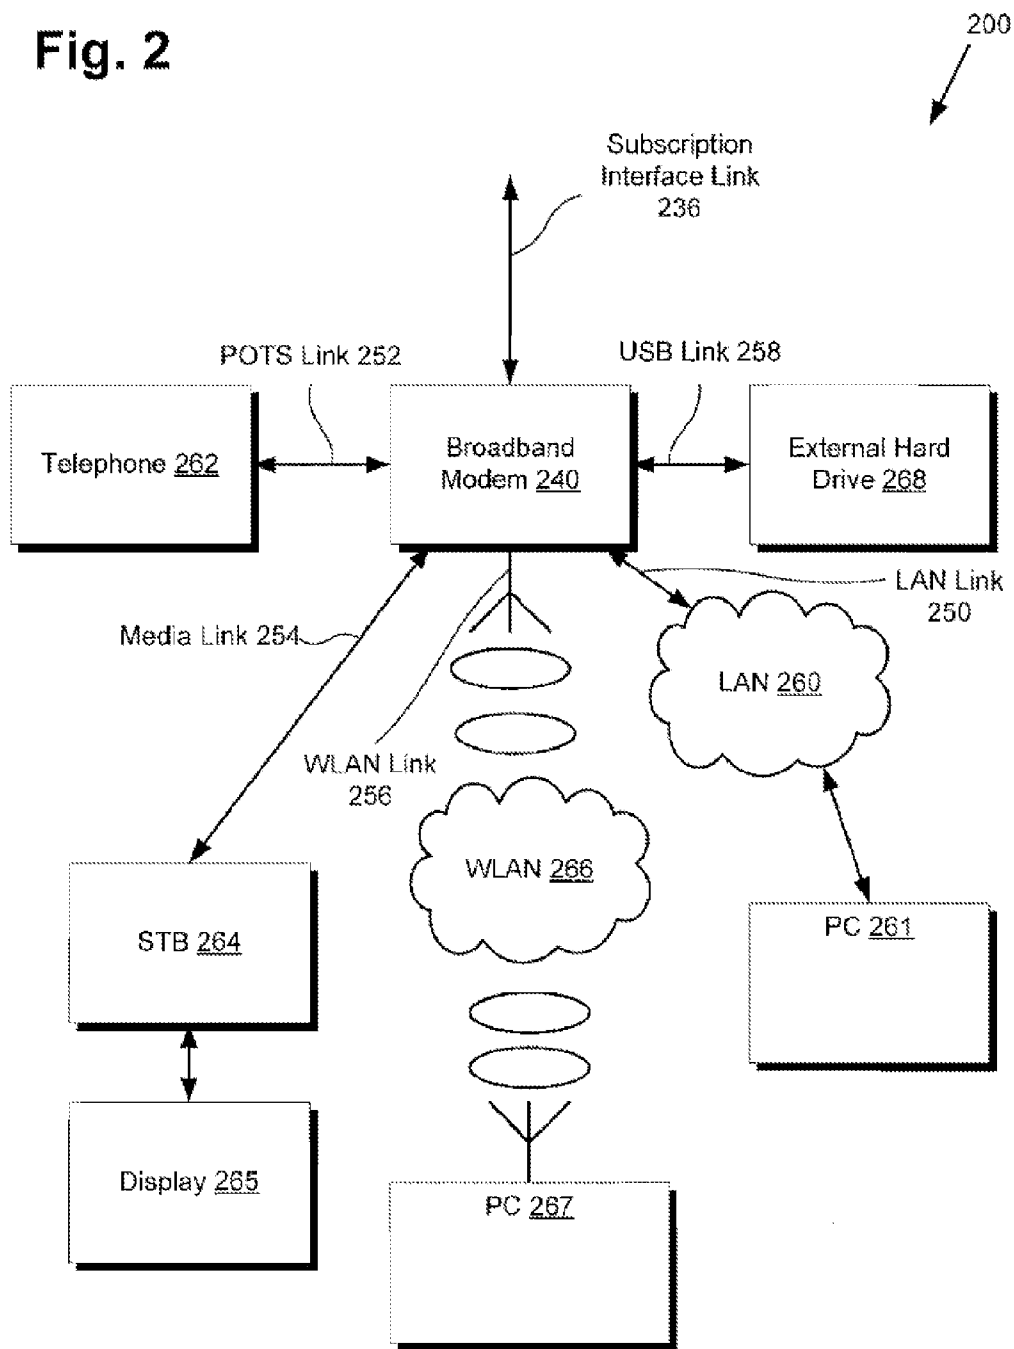 Fig. 2
200
Subscription
Interface Link
236
POTS Link 252
USB Link 258
Telephone 262
Broadband
Modem 240
External Hard
Drive 268
LAN Link
250
Media Link 254
LAN 260
WLAN Link
256
WLAN 266
STB 264
PC 261
Display 265
PC 267